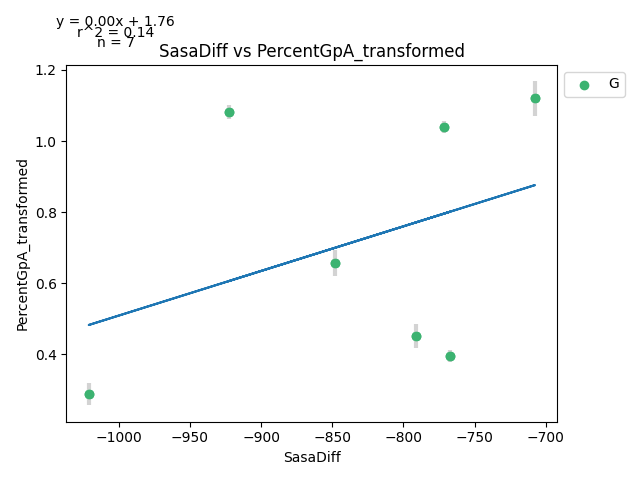 y = 0.00x + 1.76
r^2 = 0.14
n = 7
SasaDiff vs PercentGpA_transformed
G
PercentGpA_transformed
1.2
1.0
0.8
0.6
0.4
−1000 −950 −900 −850 −800 −750 −700
SasaDiff